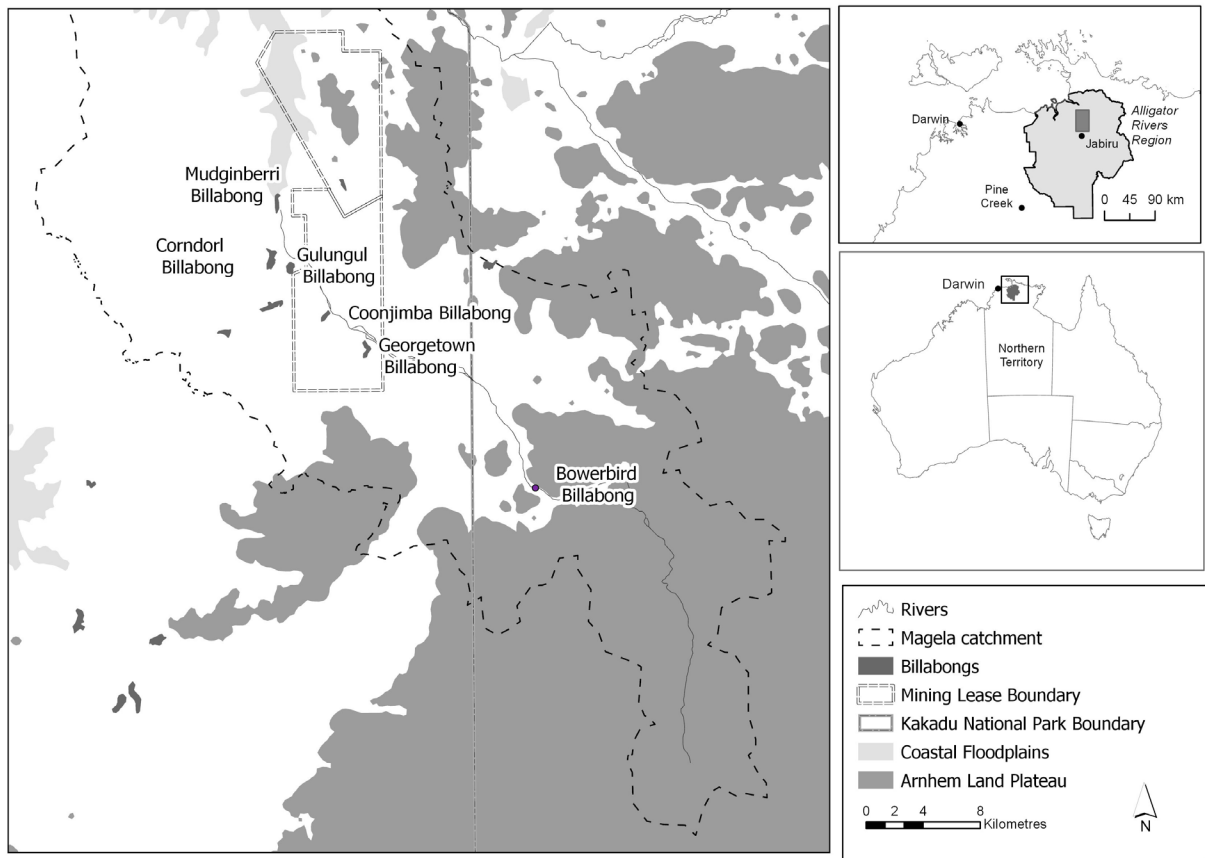 Mudginberri
Billabong
Corndorl
Billabong
Gulungul
Billabong
Coonjimba Billabong
Georgetown
Billabong
Bowerbird
Billabong
Darwin
Alligator
Rivers
Region
Jabiru
Pine
Creek
0 45 90 km
Darwin
Northern
Territory
Rivers
Magela catchment
Billabongs
Mining Lease Boundary
Kakadu National Park Boundary
Coastal Floodplains
Arnhem Land Plateau
0 2 4 8
Kilometres
N